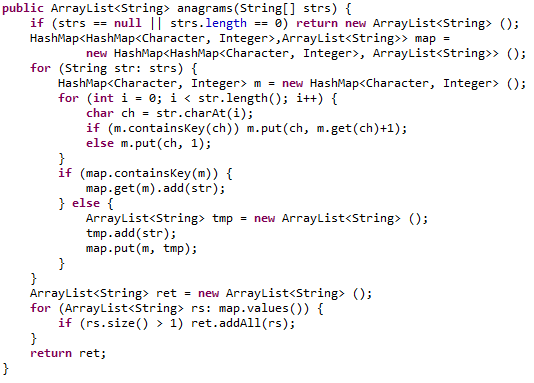 public ArrayList<String> anagrams(String[] strs) {
    if (strs == null || strs.length == 0) return new ArrayList<String> ();
    HashMap<HashMap<Character, Integer>,ArrayList<String>> map =
            new HashMap<HashMap<Character, Integer>, ArrayList<String>> ();
    for (String str: strs) {
        HashMap<Character, Integer> m = new HashMap<Character, Integer> ();
        for (int i = 0; i < str.length(); i++) {
            char ch = str.charAt(i);
            if (m.containsKey(ch)) m.put(ch, m.get(ch)+1);
            else m.put(ch, 1);
        }
        if (map.containsKey(m)) {
            map.get(m).add(str);
        } else {
            ArrayList<String> tmp = new ArrayList<String> ();
            tmp.add(str);
            map.put(m, tmp);
        }
    }
    ArrayList<String> ret = new ArrayList<String> ();
    for (ArrayList<String> rs: map.values()) {
        if (rs.size() > 1) ret.addAll(rs);
    }
    return ret;
}